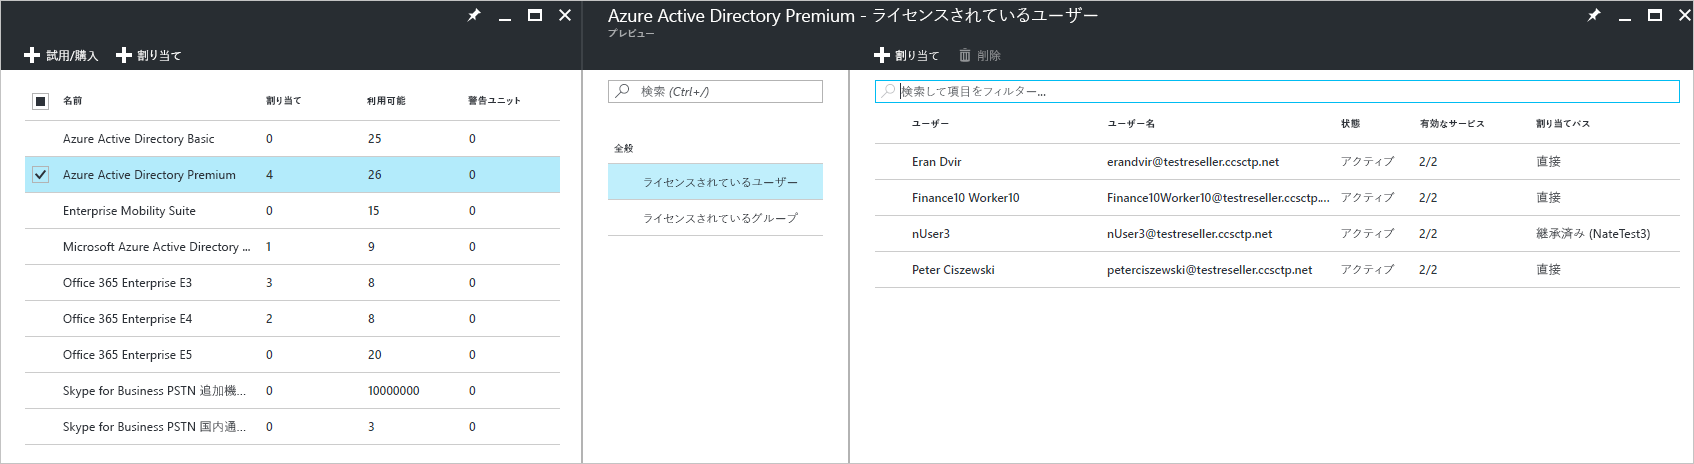 試用/購入 割り当て
名前 割り当て 利用可能 警告ユニット
Azure Active Directory Basic 0 25 0
Azure Active Directory Premium 4 26 0
Enterprise Mobility Suite 0 15 0
Microsoft Azure Active Directory ... 1 9 0
Office 365 Enterprise E3 3 8 0
Office 365 Enterprise E4 2 8 0
Office 365 Enterprise E5 0 20 0
Skype for Business PSTN 追加機... 0 10000000 0
Skype for Business PSTN 国内通... 0 3 0
Azure Active Directory Premium - ライセンスされているユーザー
プレビュー
検索 (Ctrl+/)
全般
ライセンスされているユーザー
ライセンスされているグループ
割り当て 削除
検索して項目をフィルター...
ユーザー ユーザー名 状態 有効なサービス 割り当てパス
Eran Dvir erandvir@testreseller.ccsctp.net アクティブ 2/2 直接
Finance10 Worker10 Finance10Worker10@testreseller.ccsctp.... アクティブ 2/2 直接
nUser3 nUser3@testreseller.ccsctp.net アクティブ 2/2 継承済み (NateTest3)
Peter Ciszewski peterciszewski@testreseller.ccsctp.net アクティブ 2/2 直接